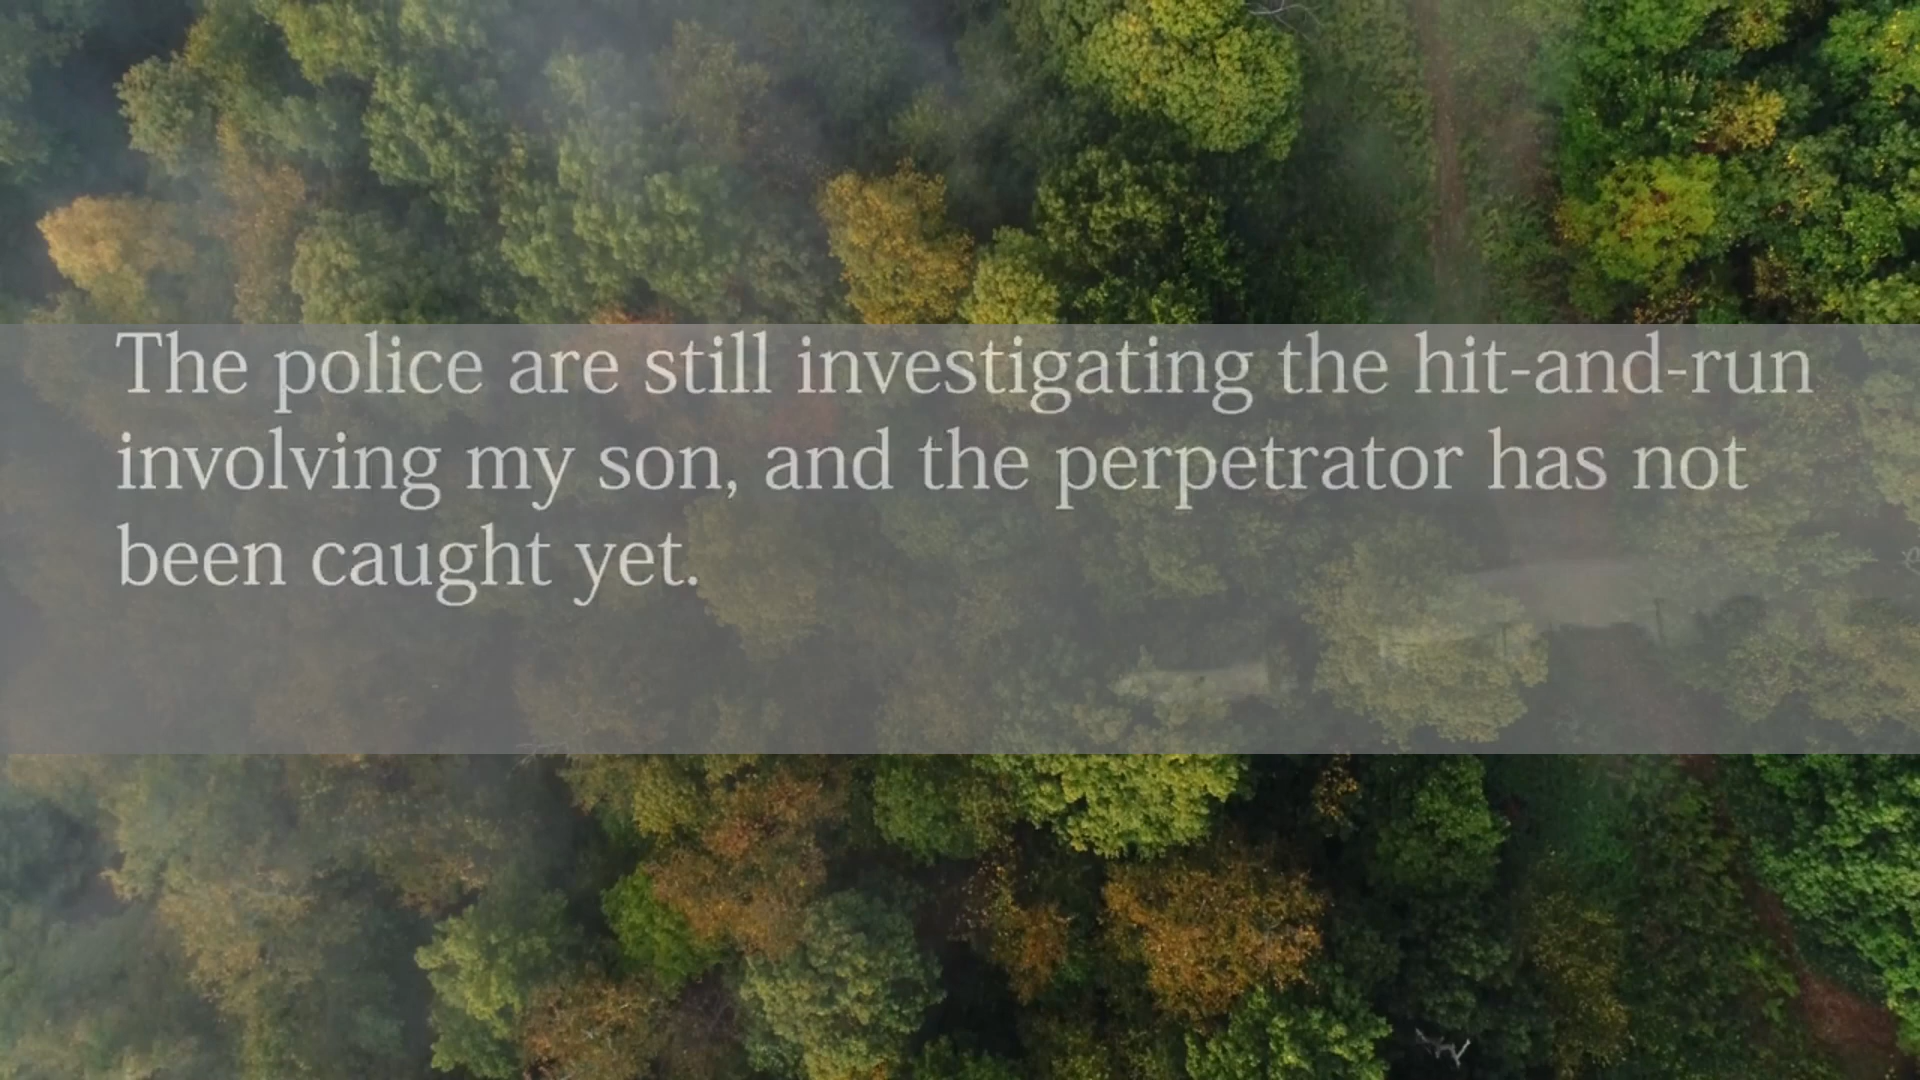 The police are still investigating the hit-and-run
involving my son, and the perpetrator has not
been caught yet.